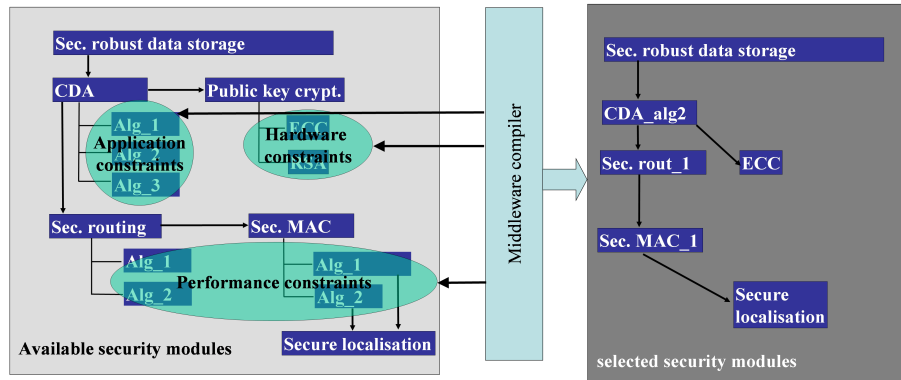 Sec. robust data storage
CDA
Public key crypt.
Alg_1
Alg_2
Alg_3
Application
constraints
ECC
RSA
Hardware
constraints
Sec. routing
Sec. MAC
Alg_1
Alg_2
Alg_1
Alg_2
Performance constraints
Secure localisation
Available security modules
Middleware compiler
Sec. robust data storage
CDA_alg2
Sec. rout_1
ECC
Sec. MAC_1
Secure
localisation
selected security modules